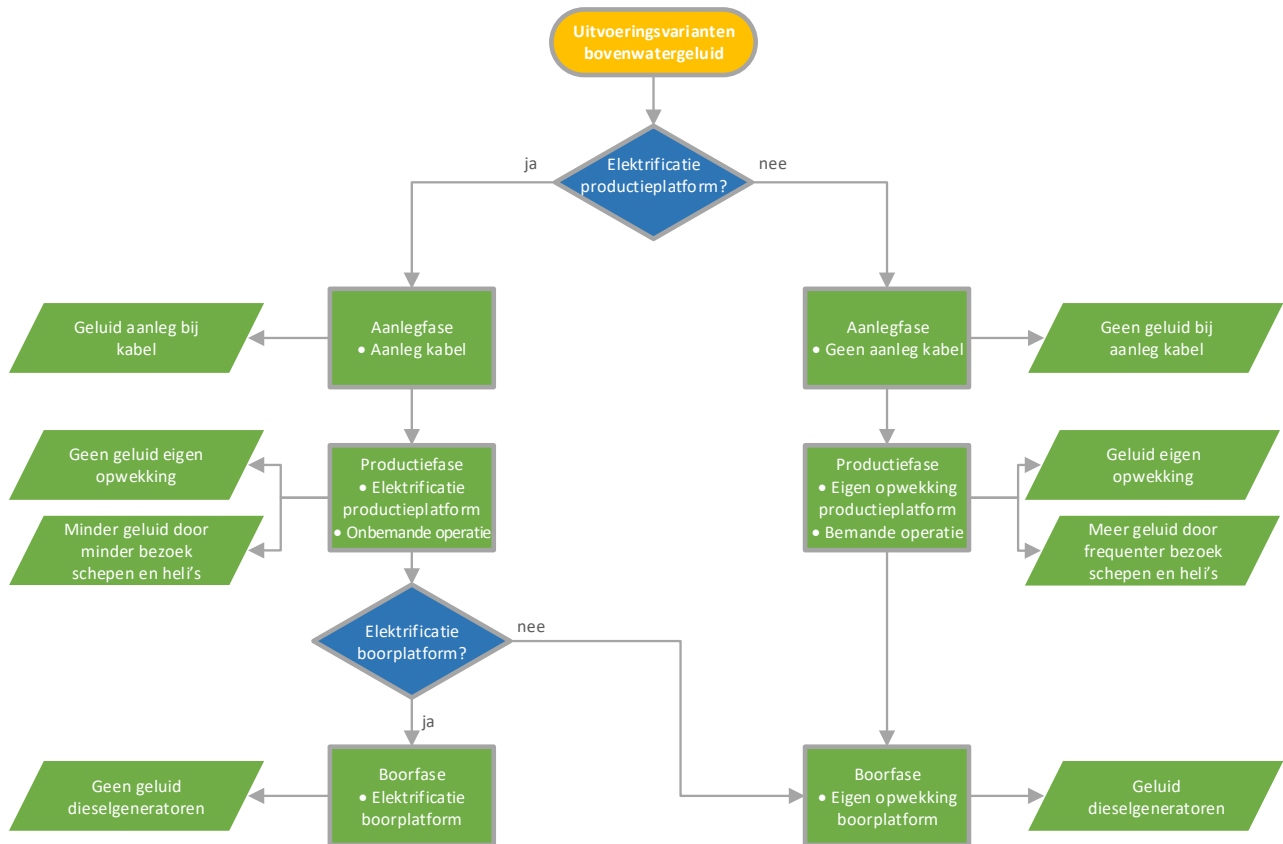 Uitvoeringsvarianten
bovenwatergeluid
ja
Elektrificatie
productieplatform?
nee
Geluid aanleg bij
kabel
Aanlegfase
• Aanleg kabel
Aanlegfase
• Geen aanleg kabel
Geen geluid bij
aanleg kabel
Geen geluid eigen
opwekking
Minder geluid door
minder bezoek
schepen en heli’s
Productiefase
• Elektrificatie
productieplatform
• Onbemande operatie
Productiefase
• Eigen opwekking
productieplatform
• Bemande operatie
Geluid eigen
opwekking
Meer geluid door
frequenter bezoek
schepen en heli’s
Elektrificatie
boorplatform?
nee
ja
Geen geluid
dieselgeneratoren
Boorfase
• Elektrificatie
boorplatform
Boorfase
• Eigen opwekking
boorplatform
Geluid
dieselgeneratoren